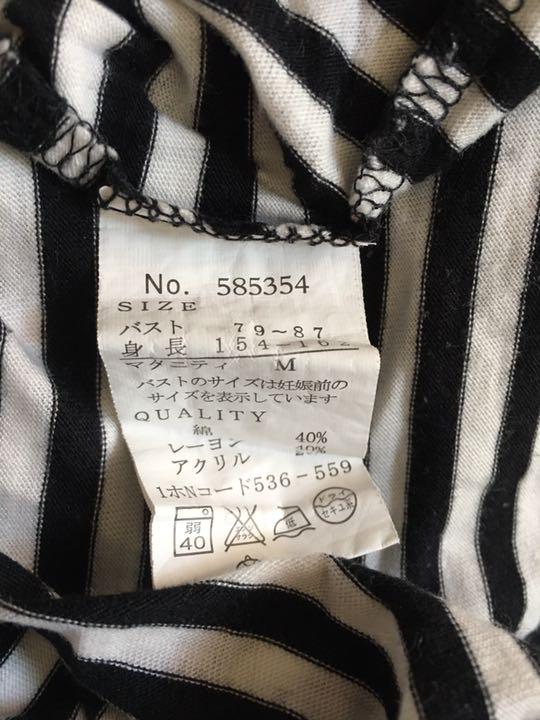 No. 585354
SIZE
バスト 79~87
身長 154-162
マタニティ M
バストのサイズは妊娠前の
サイズを表示しています
QUALITY
綿
レーヨン 40%
アクリル
1ホNコード536-559
弱 低 ドライ
40 セキユ系